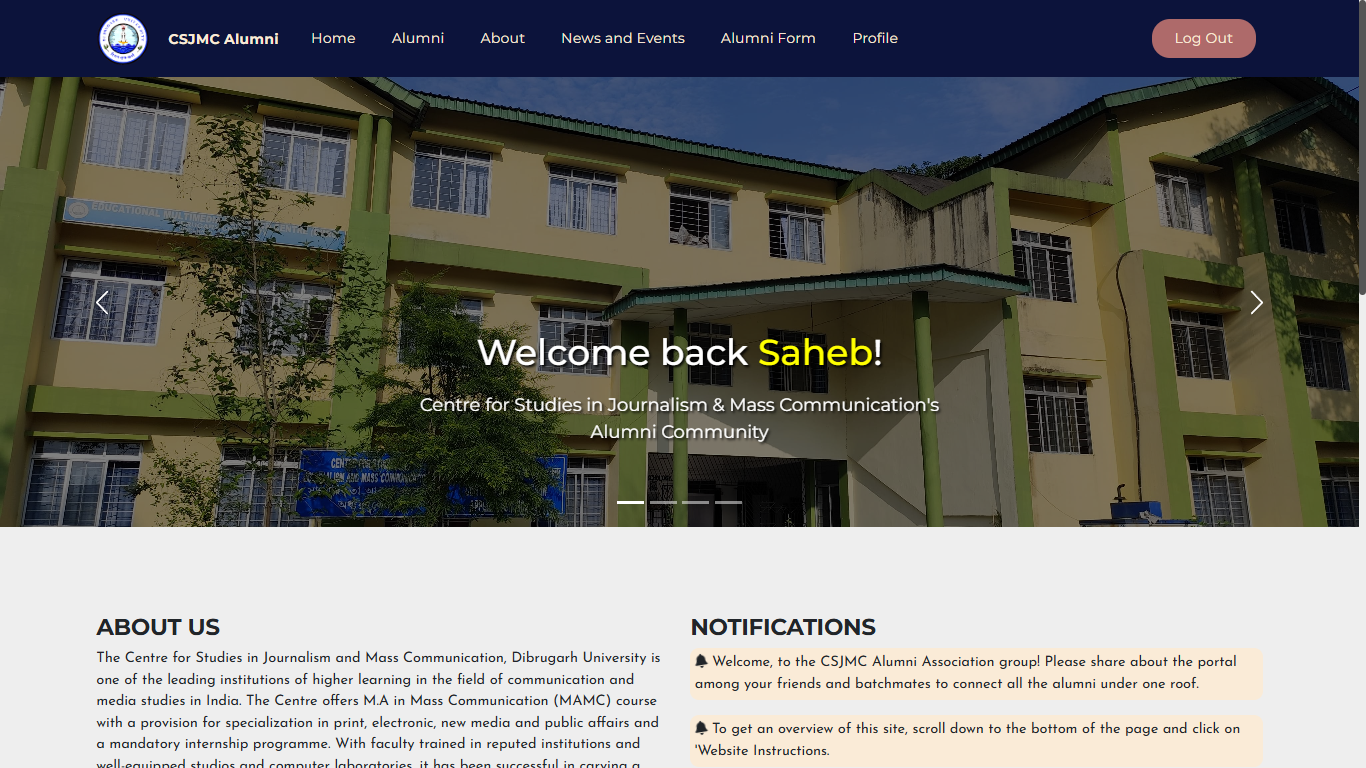 CSJMC Alumni
Home
Alumni
About
News and Events
Alumni Form
Profile
Log Out
EDUCATIONAL
Welcome back Saheb!
Centre for Studies in Journalism & Mass Communication's
Alumni Community
AND MASS
ABOUT US
The Centre for Studies in Journalism and Mass Communication, Dibrugarh University is
one of the leading institutions of higher learning in the field of communication and
media studies in India. The Centre offers M.A in Mass Communication (MAMC) course
with a provision for specialization in print, electronic, new media and public affairs and
a mandatory internship programme. With faculty trained in reputed institutions and
well-equipped studios and computer laboratories, it has been successful in carving a
NOTIFICATIONS
Welcome, to the CSJMC Alumni Association group! Please share about the portal
among your friends and batchmates to connect all the alumni under one roof.
To get an overview of this site, scroll down to the bottom of the page and click on
'Website Instructions.